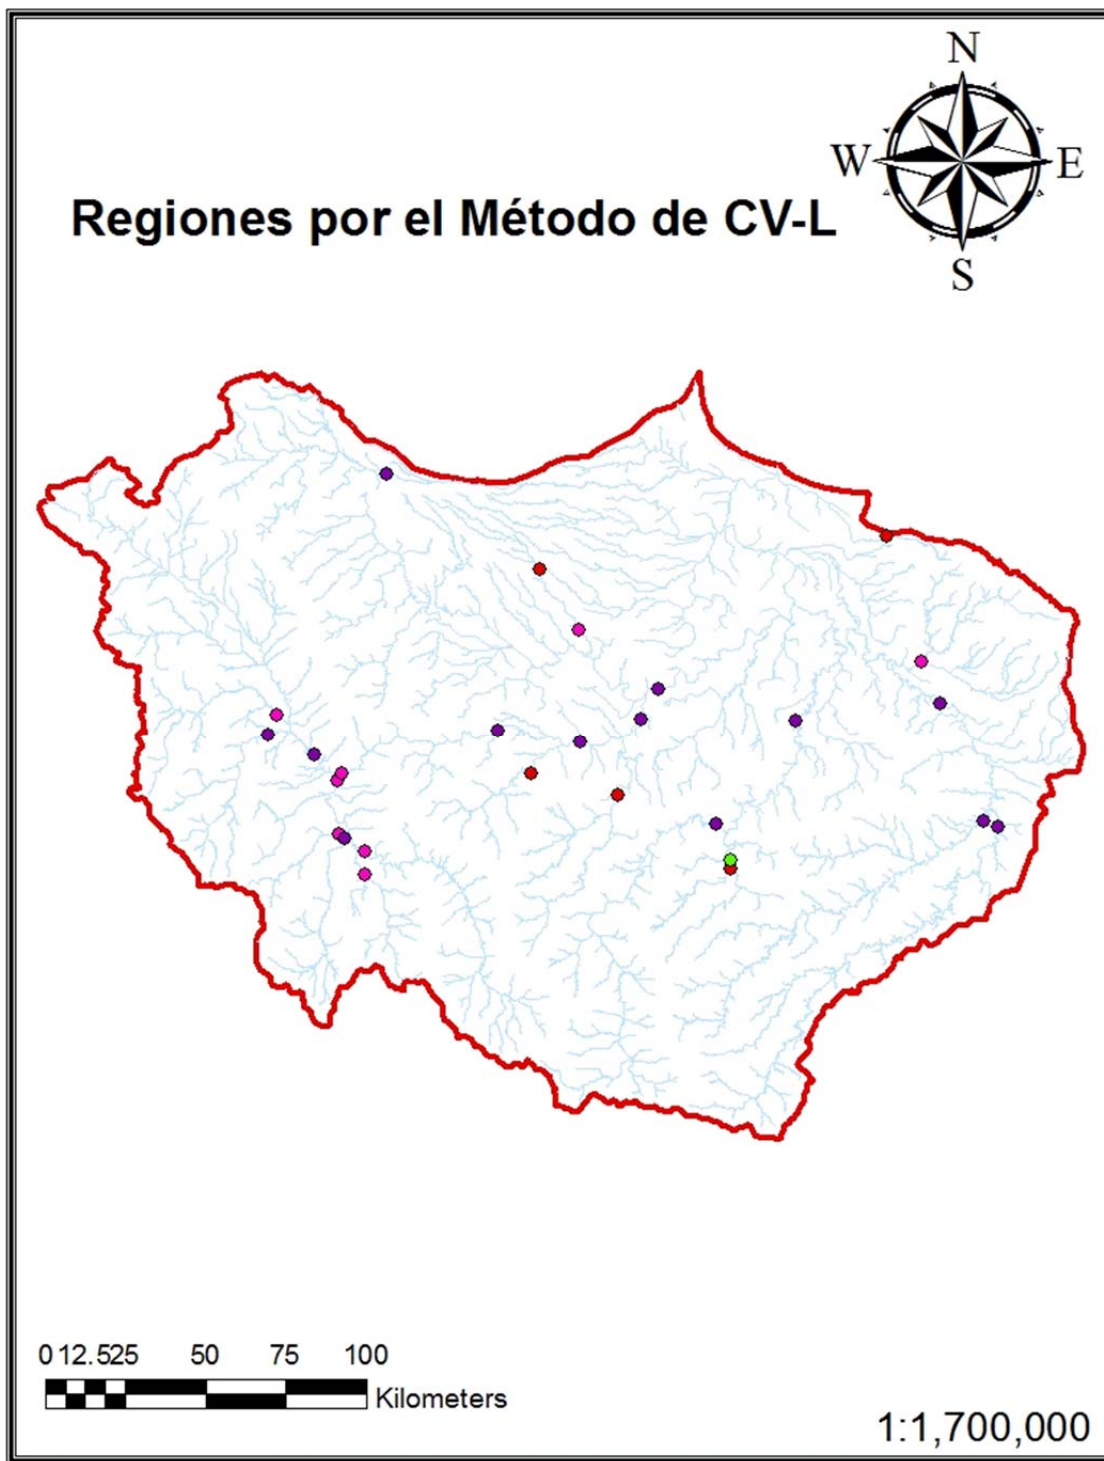 N
W E
S
Regiones por el Método de CV-L
0 12.525 50 75 100
Kilometers
1:1,700,000